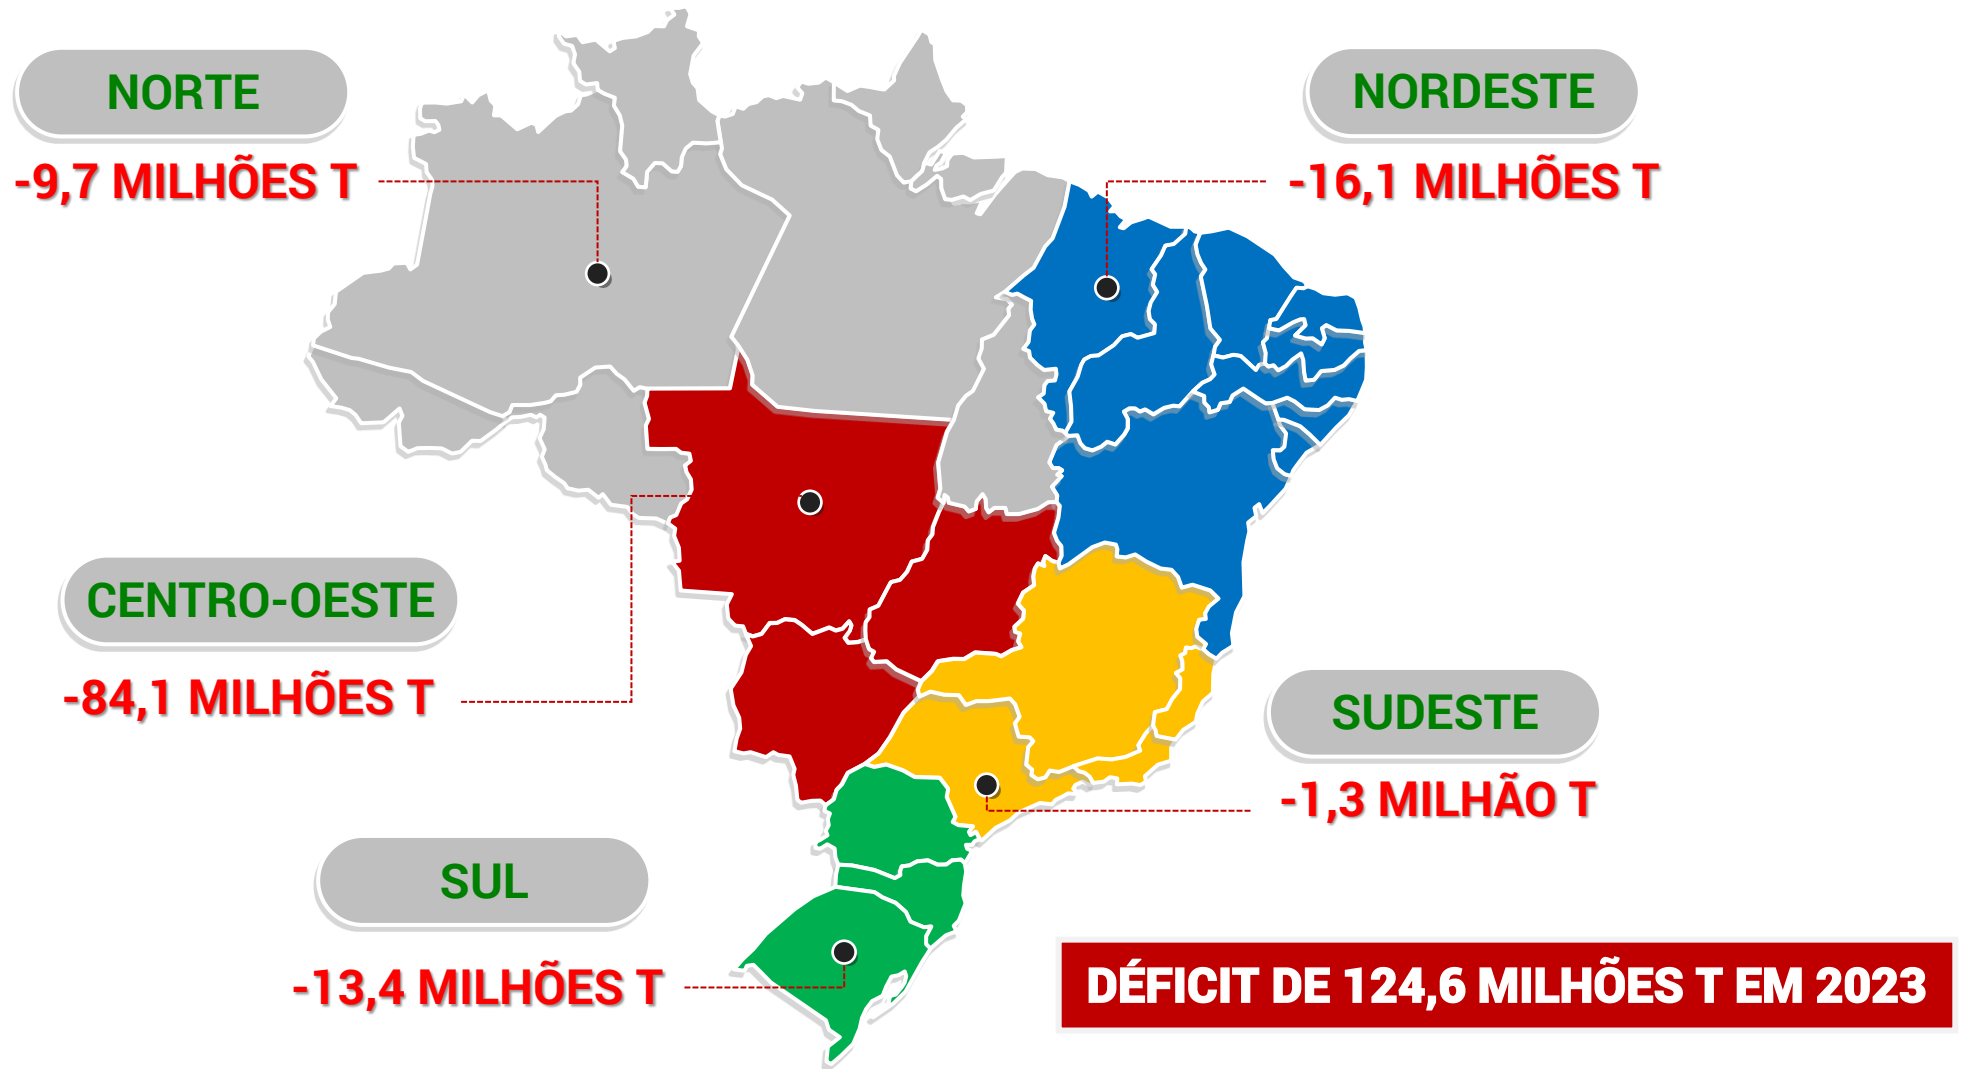 NORTE
-9,7 MILHÕES T
NORDESTE
-16,1 MILHÕES T
CENTRO-OESTE
-84,1 MILHÕES T
SUDESTE
-1,3 MILHÃO T
SUL
-13,4 MILHÕES T
DÉFICIT DE 124,6 MILHÕES T EM 2023